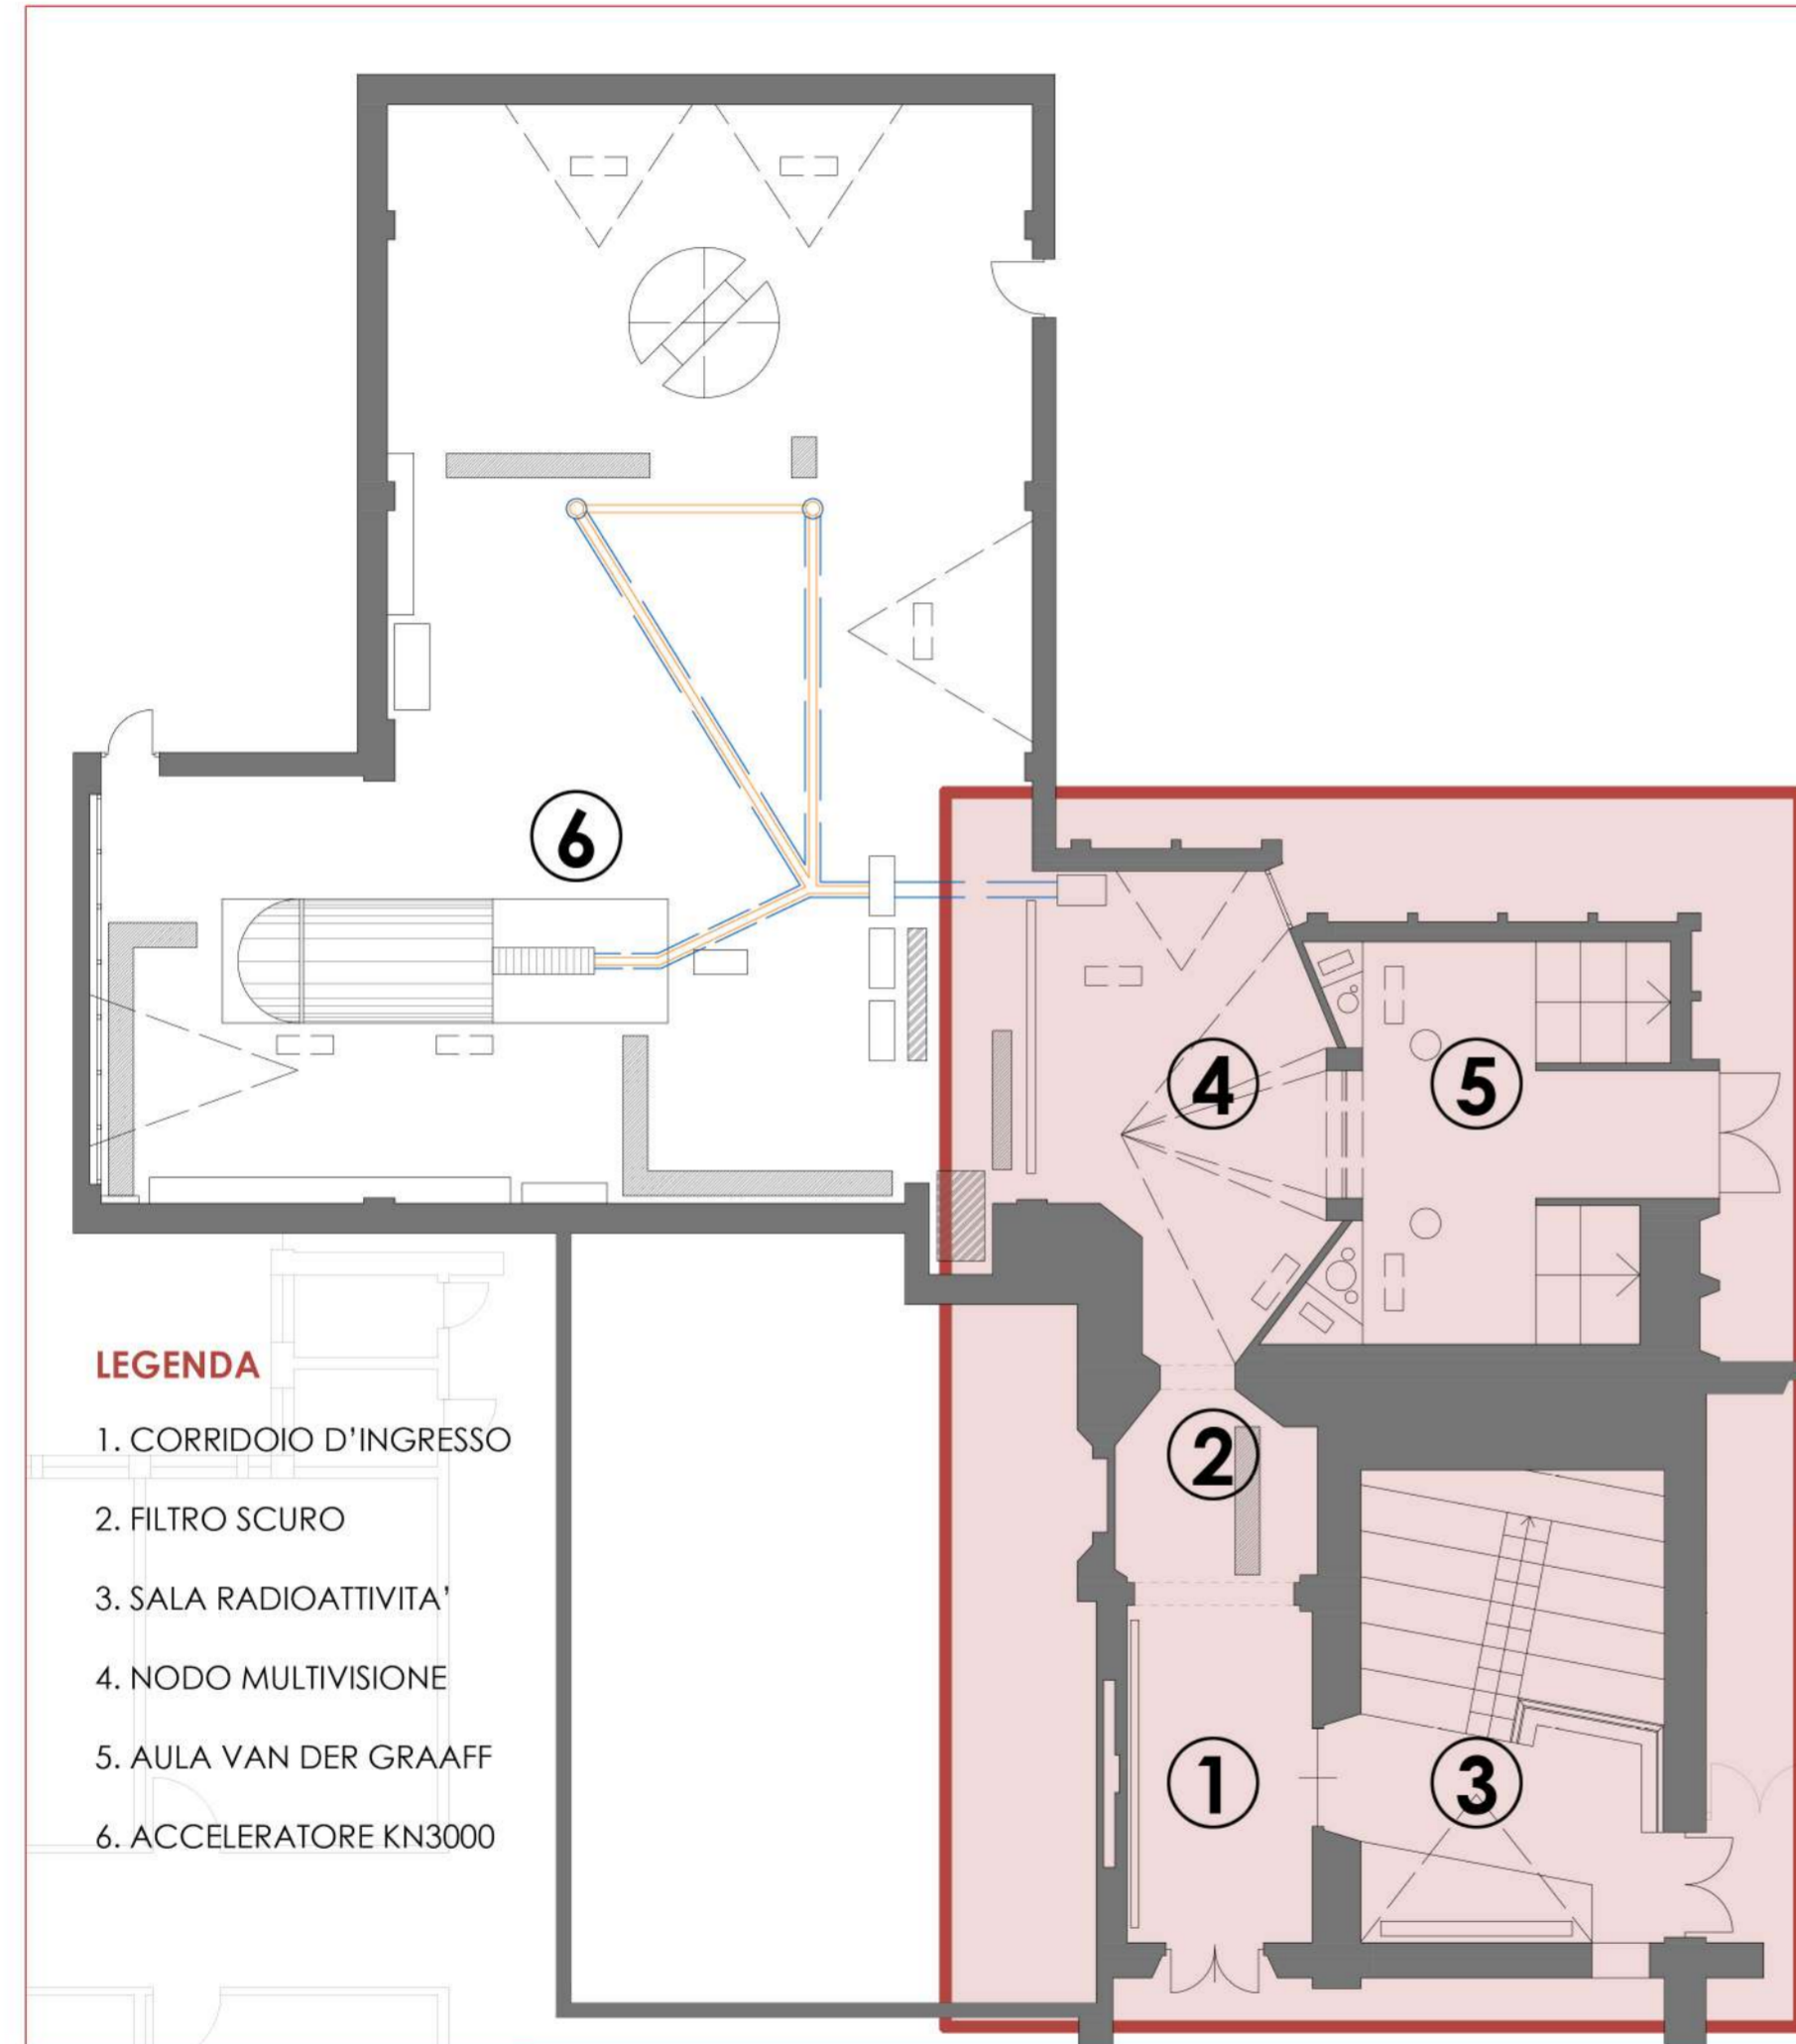 6
4
5
2
1
3
LEGENDA
1. CORRIDOIO D'INGRESSO
2. FILTRO SCURO
3. SALA RADIOATTIVITA'
4. NODO MULTIVISIONE
5. AULA VAN DER GRAAFF
6. ACCELERATORE KN3000